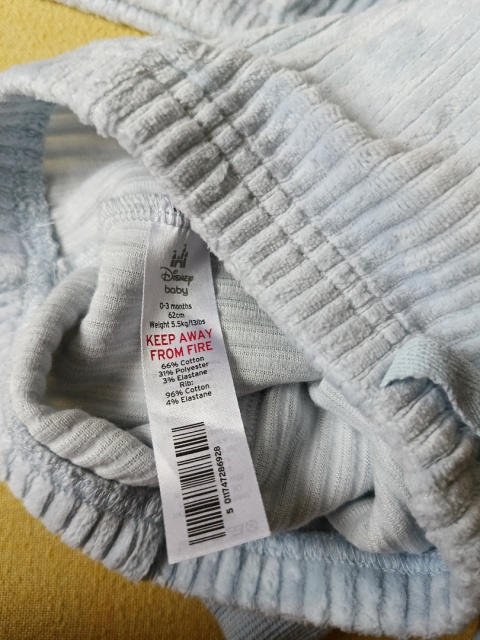 Disney
baby
0-3 months
62cm
Weight 5.5kg/13lbs
KEEP AWAY
FROM FIRE
66% Cotton
31% Polyester
3% Elastane
Rib:
96% Cotton
4% Elastane
5 011747286928